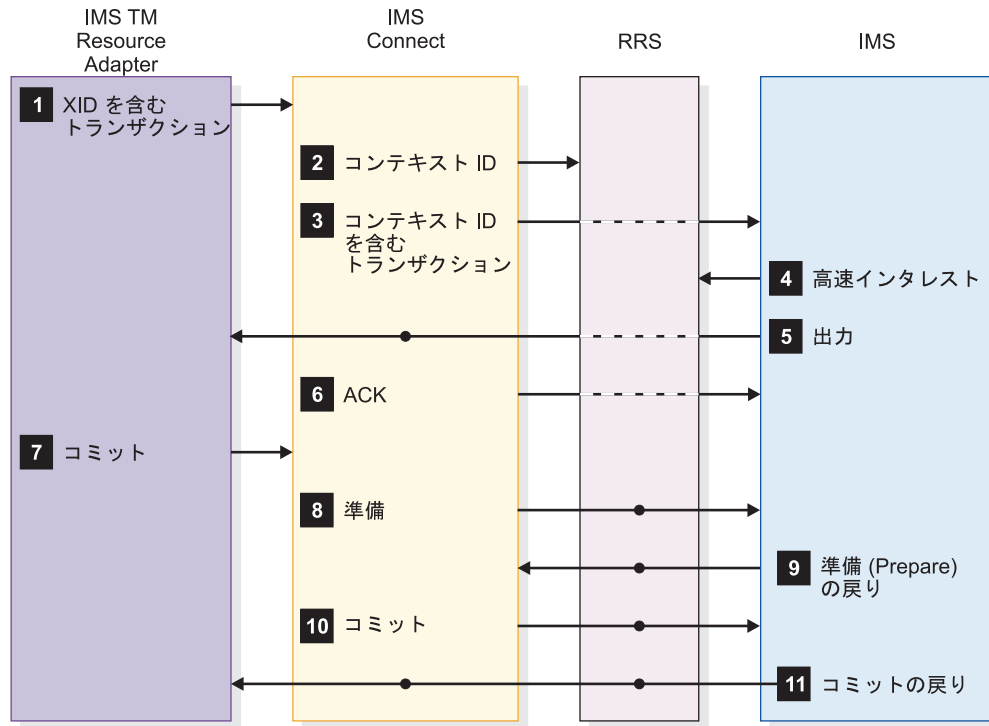 IMS TM
Resource
Adapter
IMS
Connect
RRS
IMS
1 XID を含む
トランザクション
2 コンテキスト ID
3 コンテキスト ID
を含む
トランザクション
4 高速インタレスト
5 出力
6 ACK
7 コミット
8 準備
9 準備 (Prepare)
の戻り
10 コミット
11 コミットの戻り